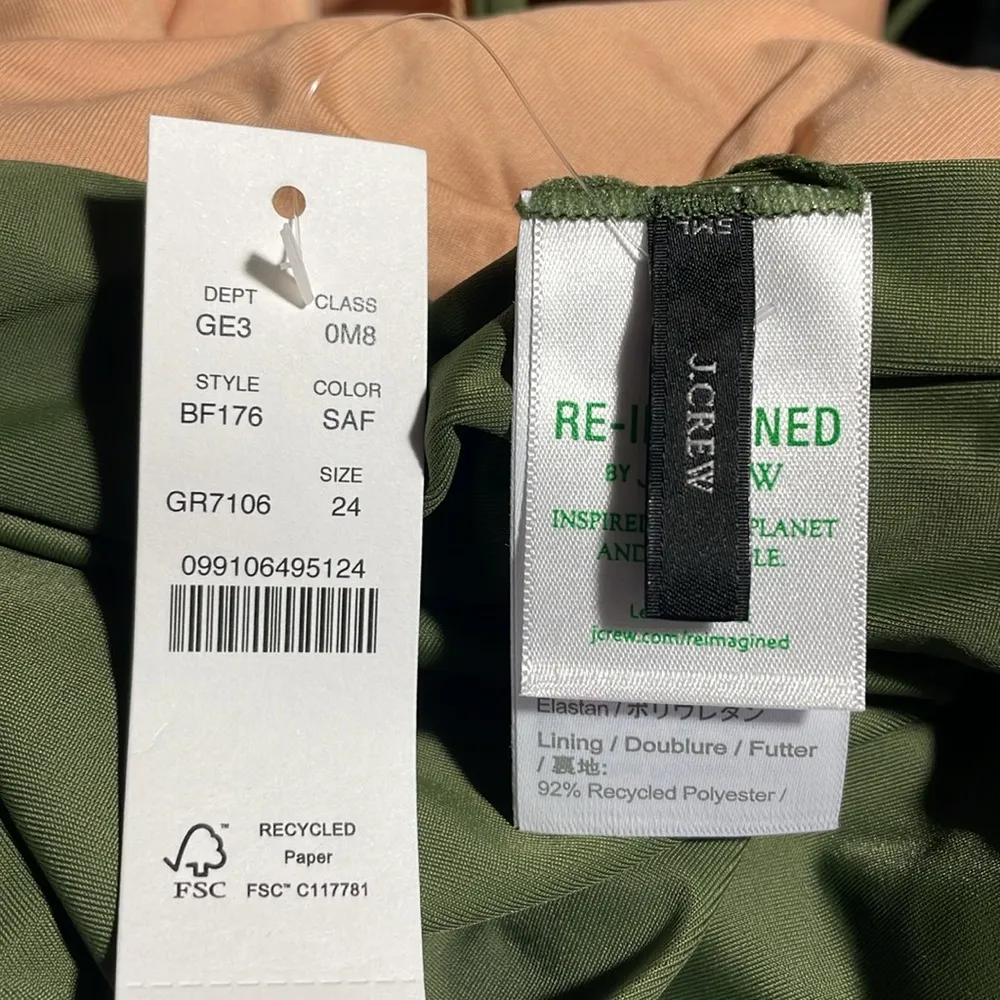 DEPT CLASS
GE3 0M8
STYLE COLOR
BF176 SAF
SIZE
GR7106 24
099106495124
FSC™
RECYCLED
Paper
FSC™ C117781
J.CREW
RE-I NED
BY J W
INSPIRE PLANET
AND LE.
Le
jcrew.com/reimagined
Elastan / ポリウレタン
Lining / Doublure / Futter
/ 裏地:
92% Recycled Polyester /